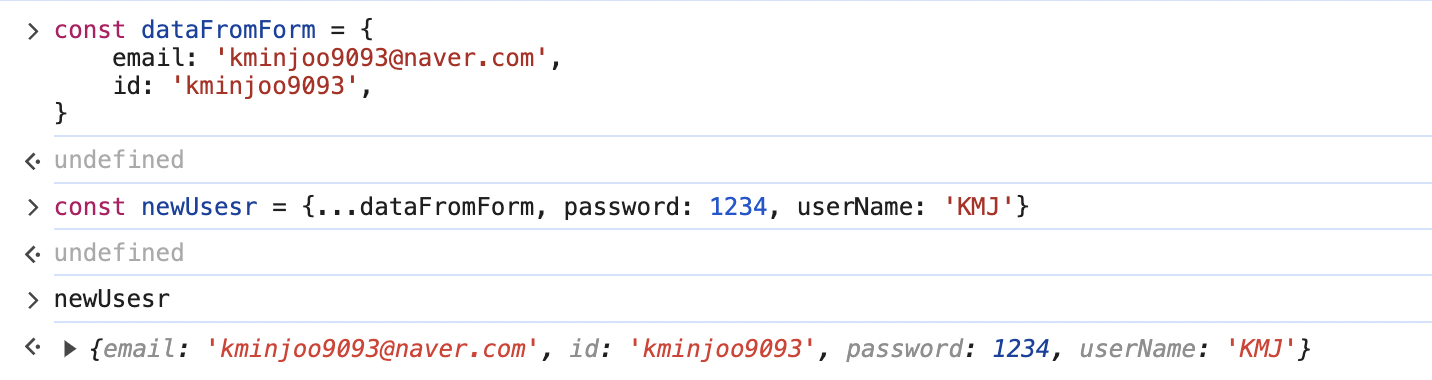 const dataFromForm = {
email: 'kminjoo9093@naver.com',
id: 'kminjoo9093',
}
undefined
const newUsesr = {...dataFromForm, password: 1234, userName: 'KMJ'}
undefined
newUsesr
{email: 'kminjoo9093@naver.com', id: 'kminjoo9093', password: 1234, userName: 'KMJ'}